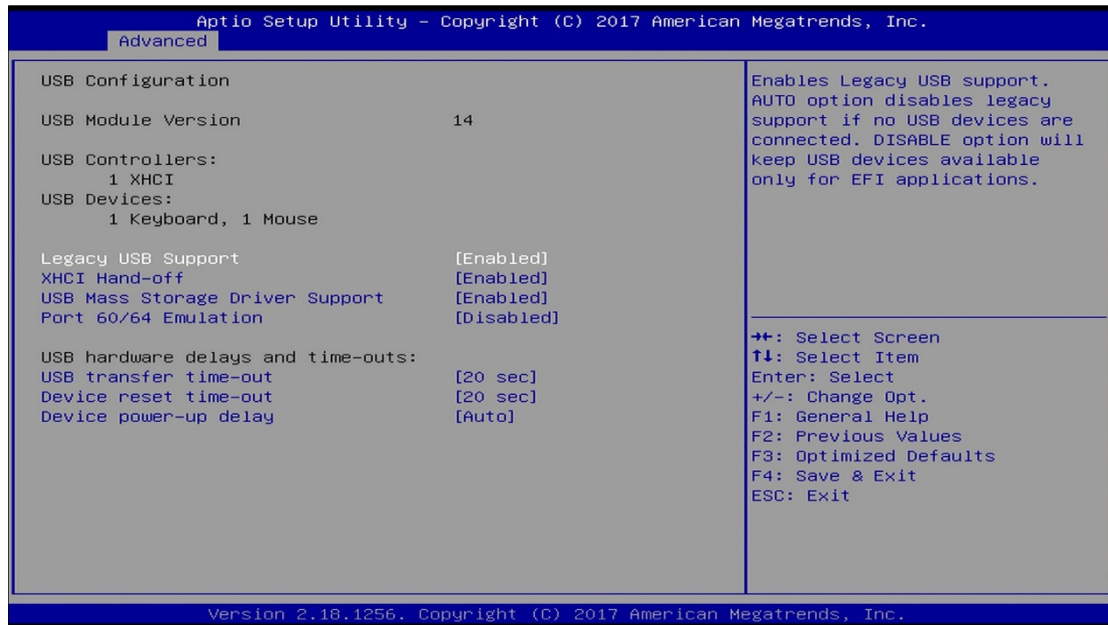 Aptio Setup Utility – Copyright (C) 2017 American Megatrends, Inc.
Advanced
USB Configuration
USB Module Version 14
USB Controllers:
1 XHCI
USB Devices:
1 Keyboard, 1 Mouse
Legacy USB Support [Enabled]
XHCI Hand-off [Enabled]
USB Mass Storage Driver Support [Enabled]
Port 60/64 Emulation [Disabled]
USB hardware delays and time-outs:
USB transfer time-out [20 sec]
Device reset time-out [20 sec]
Device power-up delay [Auto]
Enables Legacy USB support.
AUTO option disables legacy
support if no USB devices are
connected. DISABLE option will
keep USB devices available
only for EFI applications.
→←: Select Screen
↑↓: Select Item
Enter: Select
+/-: Change Opt.
F1: General Help
F2: Previous Values
F3: Optimized Defaults
F4: Save & Exit
ESC: Exit
Version 2.18.1256. Copyright (C) 2017 American Megatrends, Inc.